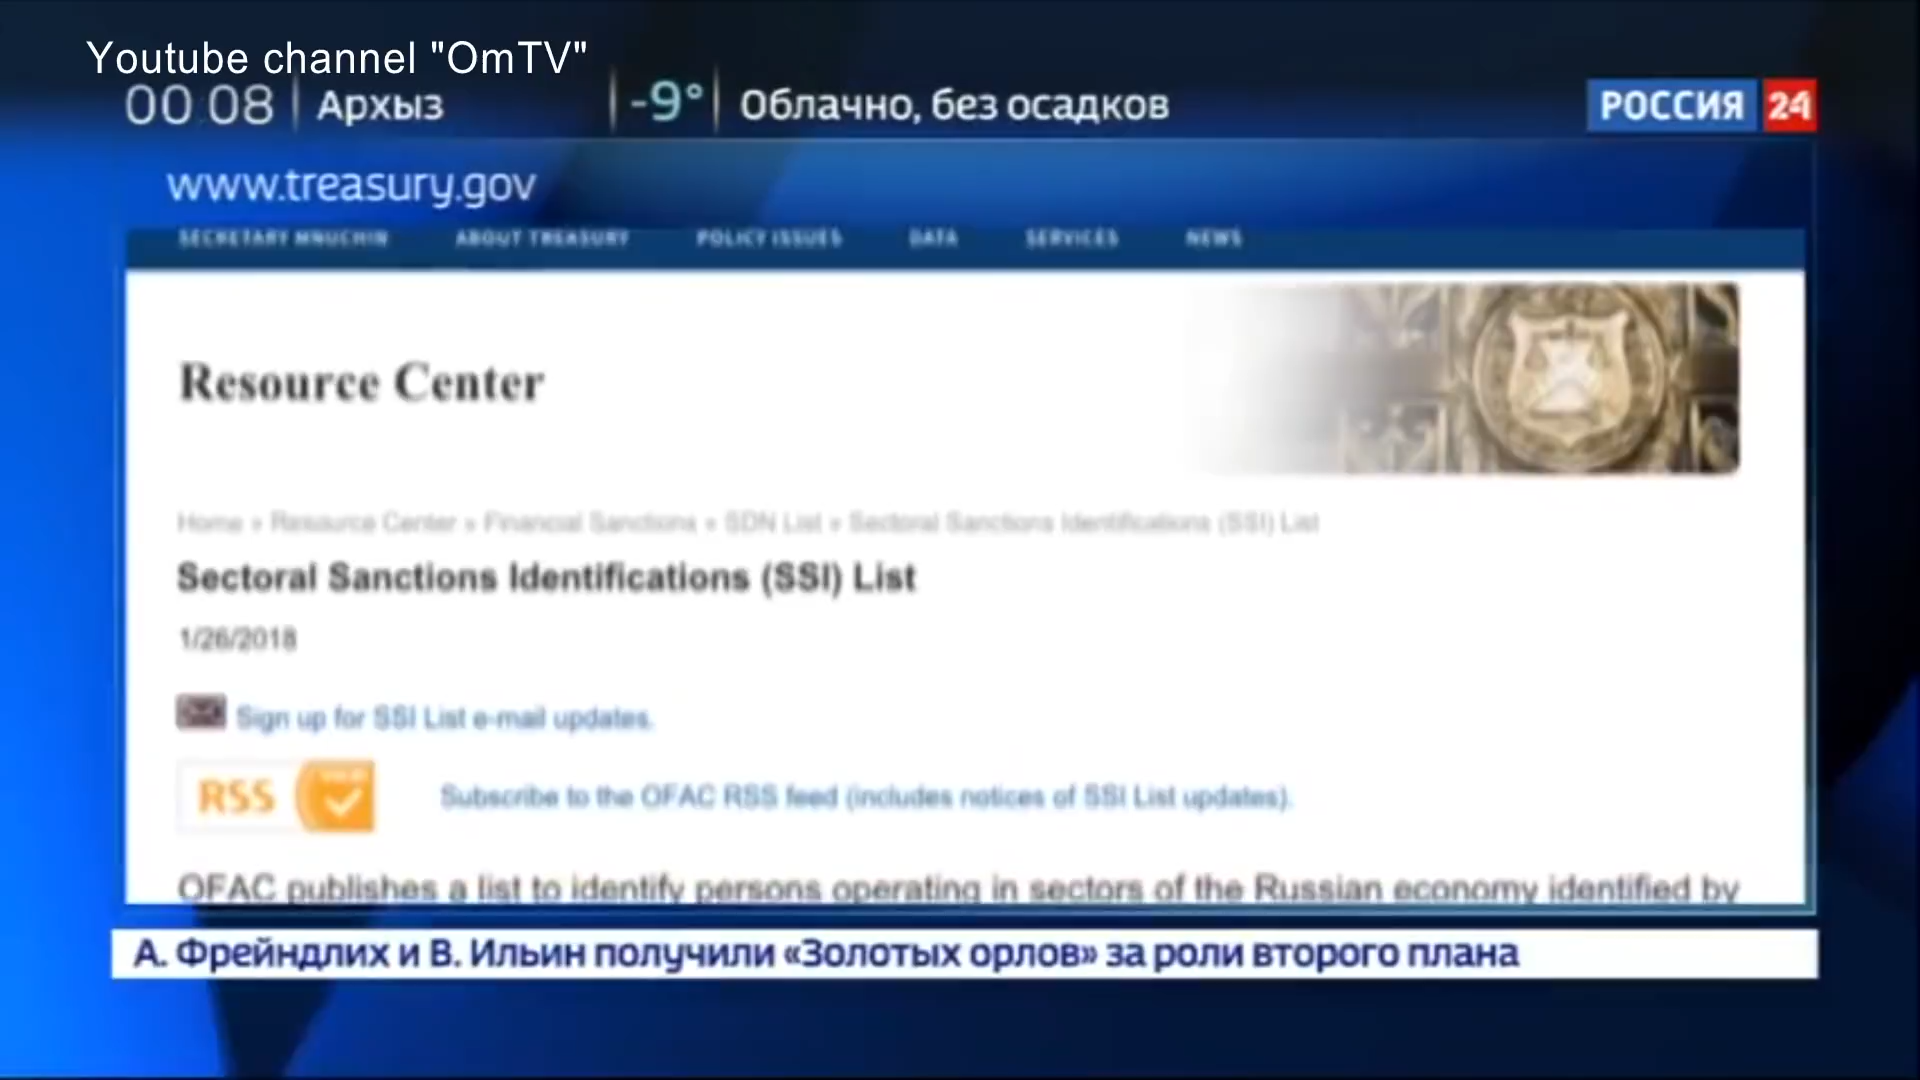 Youtube channel "OmTV"
00:08 Архыз -9° Облачно, без осадков РОССИЯ 24
www.treasury.gov
SECRETARY MNUCHIN ABOUT TREASURY POLICY ISSUES DATA SERVICES NEWS
Resource Center
Home » Resource Center » Financial Sanctions » SDN List » Sectoral Sanctions Identifications (SSI) List
Sectoral Sanctions Identifications (SSI) List
1/26/2018
Sign up for SSI List e-mail updates.
RSS Subscribe to the OFAC RSS feed (includes notices of SSI List updates).
OFAC publishes a list to identify persons operating in sectors of the Russian economy identified by
А. Фрейндлих и В. Ильин получили «Золотых орлов» за роли второго плана